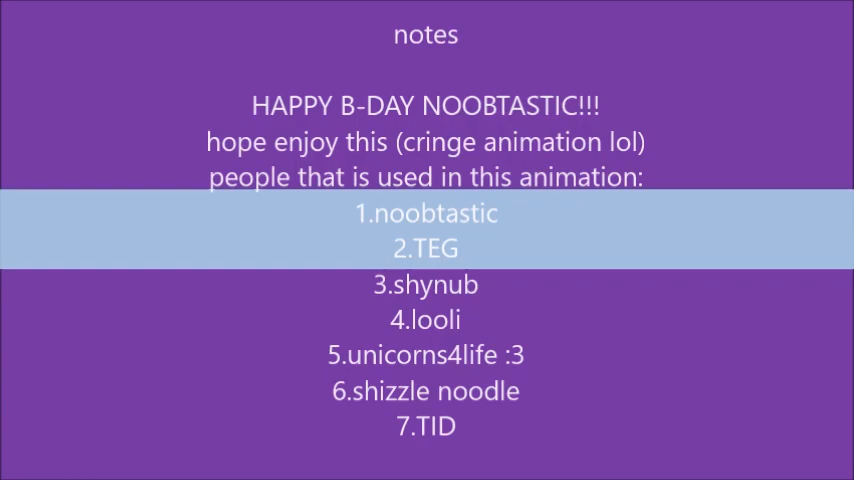 notes
HAPPY B-DAY NOOBTASTIC!!!
hope enjoy this (cringe animation lol)
people that is used in this animation:
1.noobtastic
2.TEG
3.shynub
4.looli
5.unicorns4life :3
6.shizzle noodle
7.TID